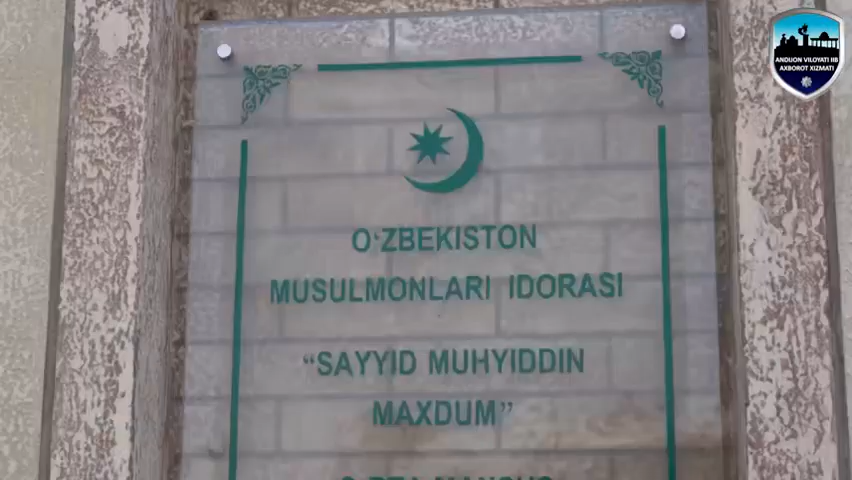 ANDIJON VILOYATI IIB
AXBOROT XIZMATI
O‘ZBEKISTON
MUSULMONLARI IDORASI
“SAYYID MUHYIDDIN
MAXDUM”